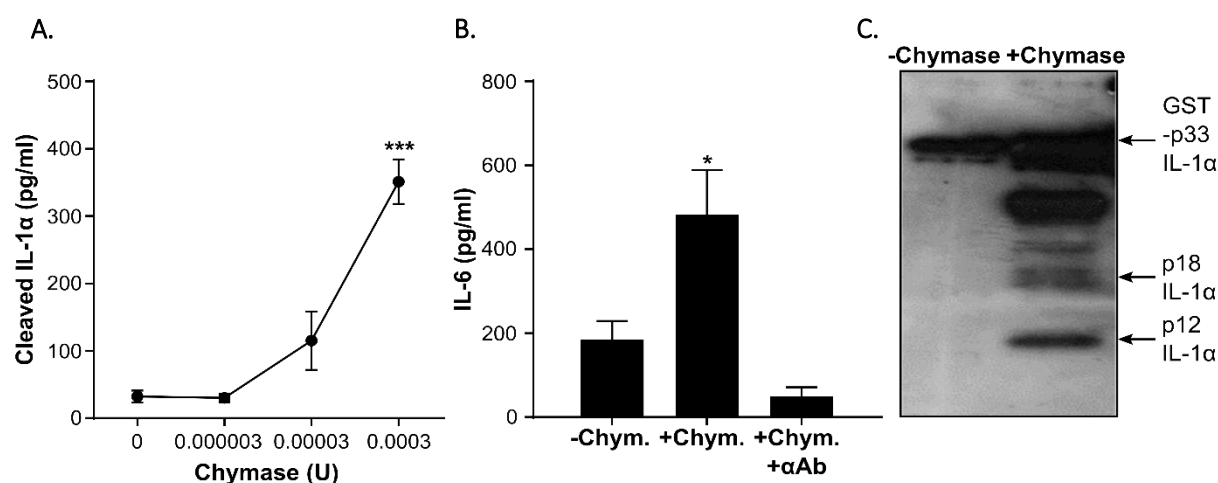 A.
Cleaved IL-1α (pg/ml)
500
400
300
200
100
0
***
0 0.000003 0.00003 0.0003
Chymase (U)
B.
IL-6 (pg/ml)
800
600
400
200
0
*
-Chym. +Chym. +Chym.
+αAb
C.
-Chymase +Chymase
GST
-p33
IL-1α
p18
IL-1α
p12
IL-1α